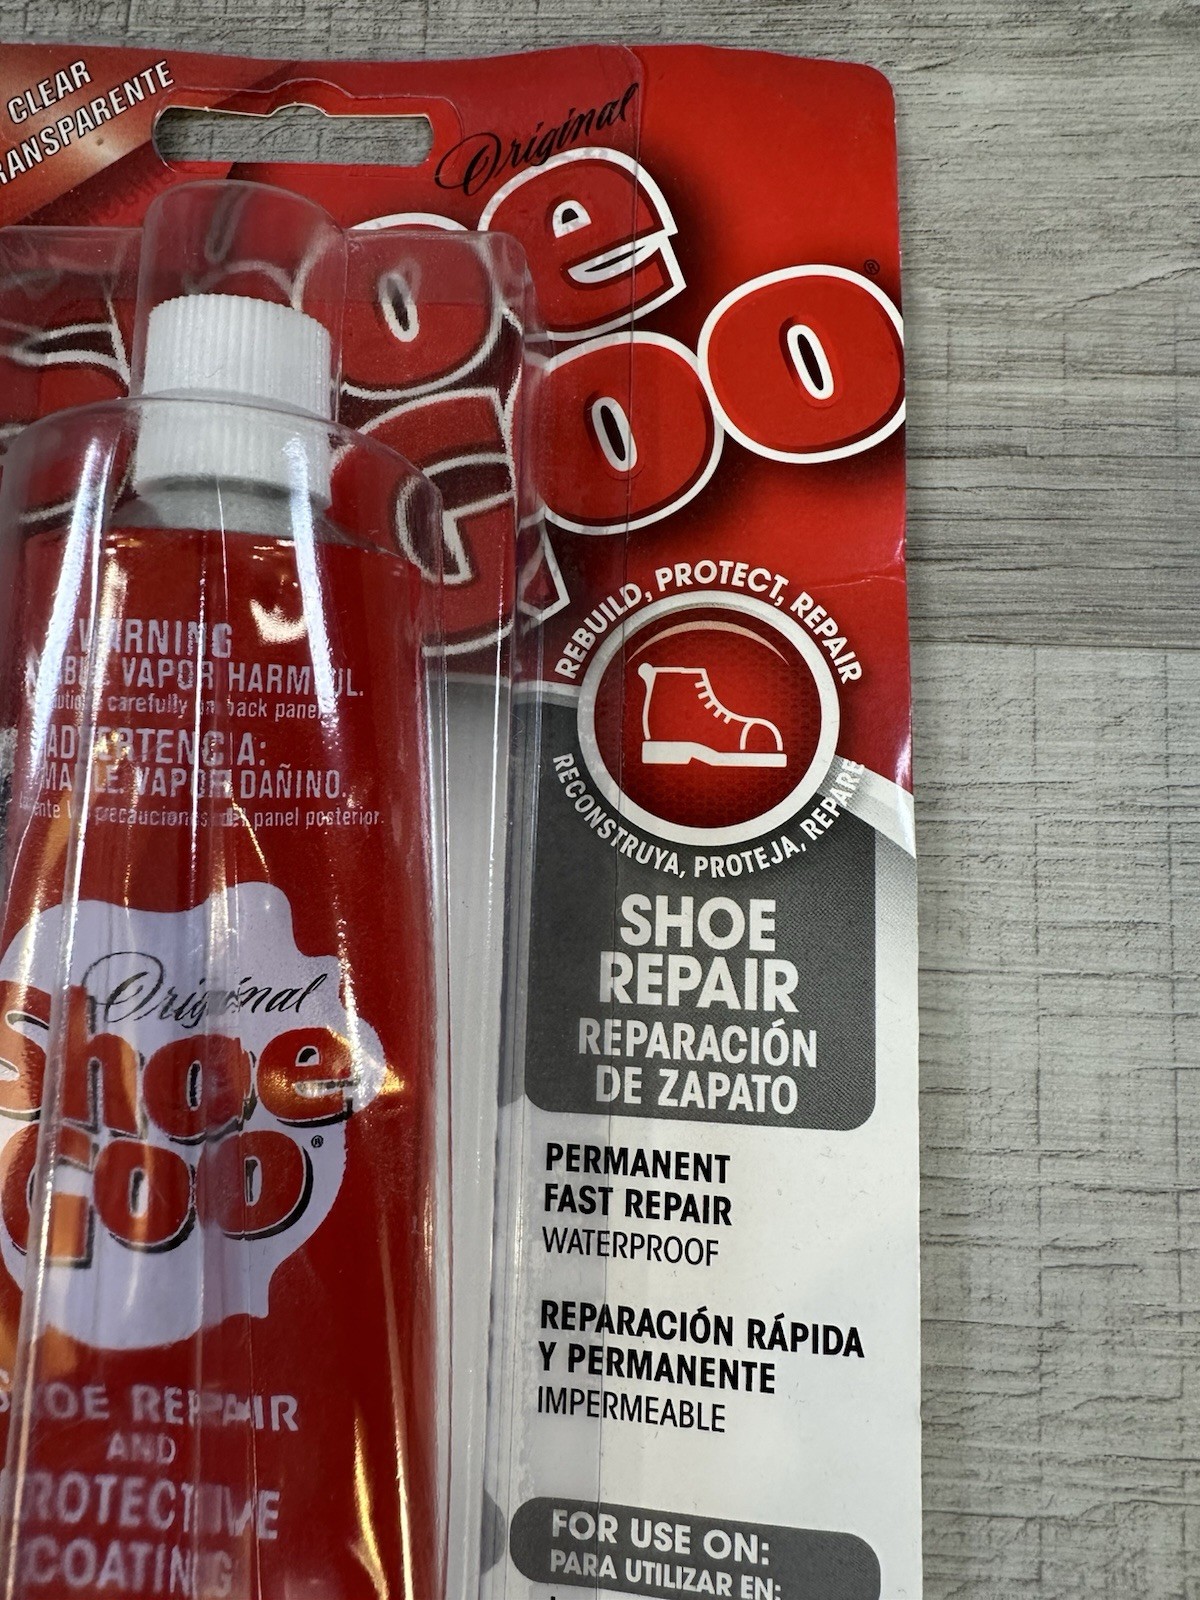 CLEAR
Original
REBUILD, PROTECT, REPAIR
RECONSTRUYA, PROTEJA, REPARE
SHOE
REPAIR
REPARACIÓN
DE ZAPATO
PERMANENT
FAST REPAIR
WATERPROOF
REPARACIÓN RÁPIDA
Y PERMANENTE
IMPERMEABLE
FOR USE ON:
PARA UTILIZAR EN:
WARNING
VAPOR HARMFUL.
carefully on back panel
ADVERTENCIA:
VAPOR DAÑINO.
precauciones del panel posterior.
Original
Shoe
Goo®
SHOE REPAIR
AND
PROTECTIVE
COATING